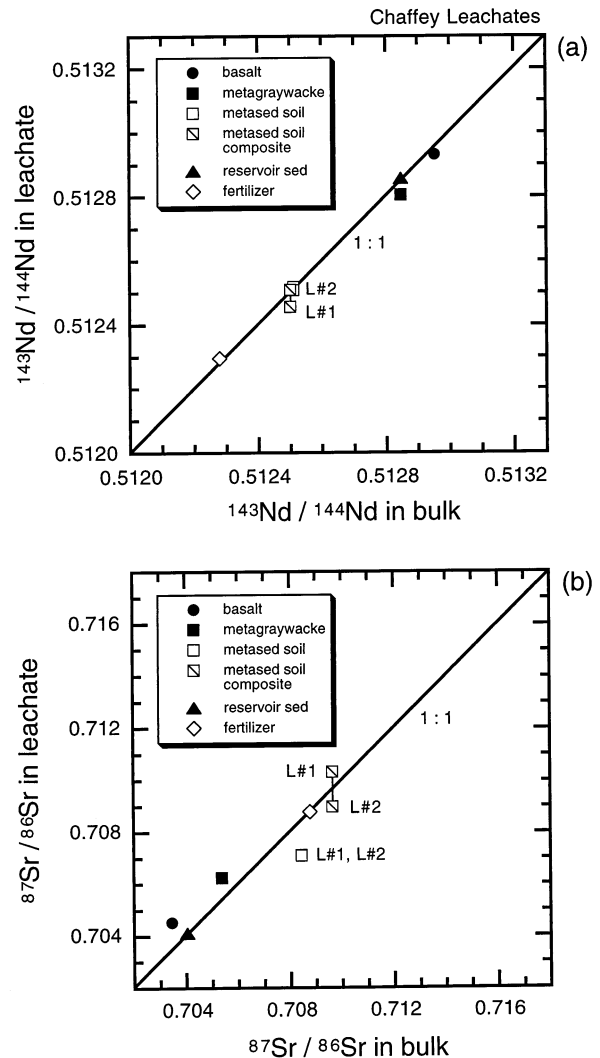 Chaffey Leachates
(a)
0.5132
0.5128
0.5124
0.5120
143Nd / 144Nd in leachate
basalt
metagraywacke
metased soil
metased soil
composite
reservoir sed
fertilizer
1 : 1
L#2
L#1
0.5120 0.5124 0.5128 0.5132
143Nd / 144Nd in bulk
(b)
0.716
0.712
0.708
0.704
87Sr / 86Sr in leachate
basalt
metagraywacke
metased soil
metased soil
composite
reservoir sed
fertilizer
1 : 1
L#1
L#2
L#1, L#2
0.704 0.708 0.712 0.716
87Sr / 86Sr in bulk